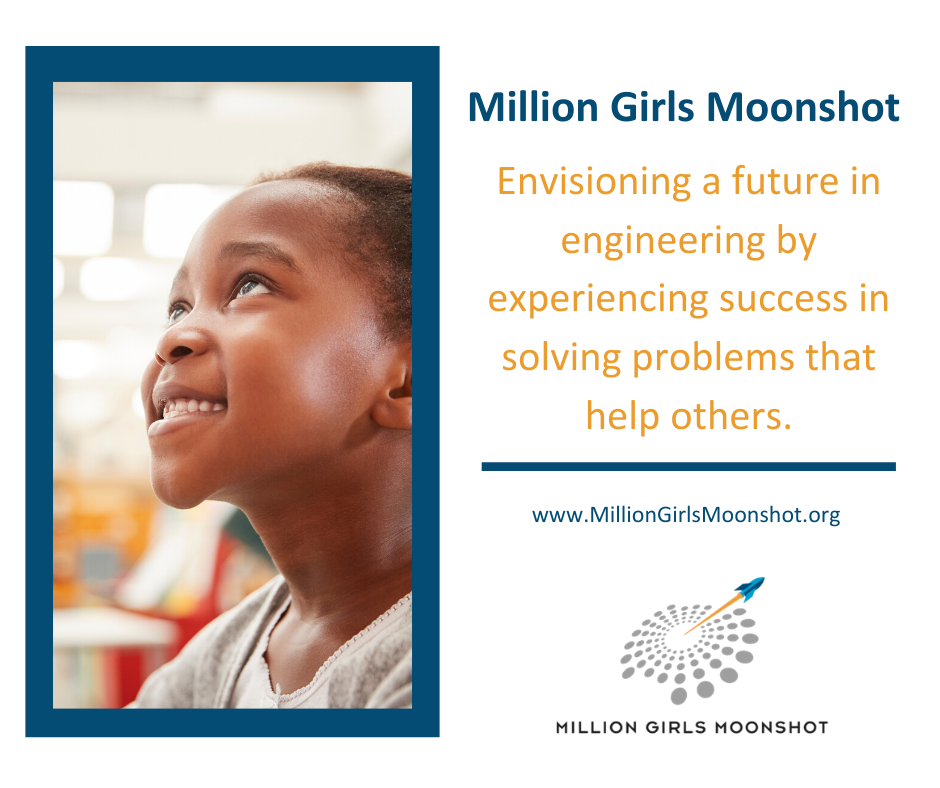 Million Girls Moonshot
Envisioning a future in
engineering by
experiencing success in
solving problems that
help others.
www.MillionGirlsMoonshot.org
MILLION GIRLS MOONSHOT